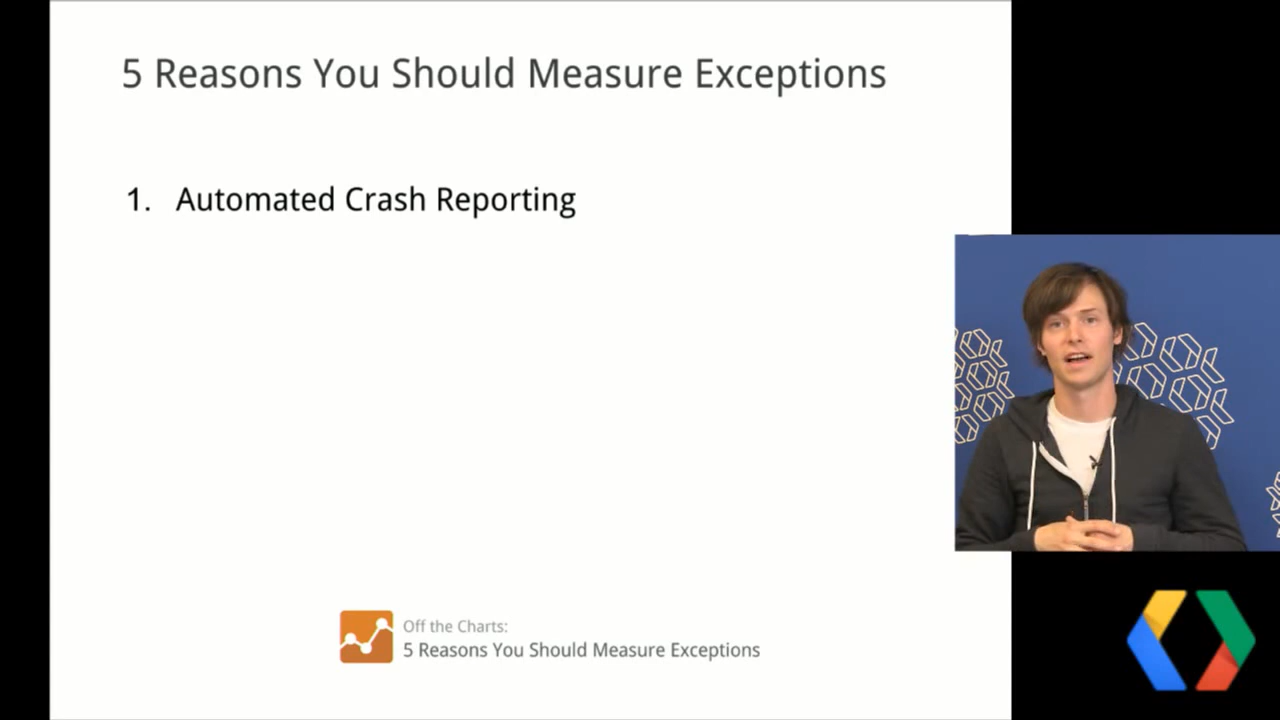 5 Reasons You Should Measure Exceptions
1. Automated Crash Reporting
Off the Charts:
5 Reasons You Should Measure Exceptions